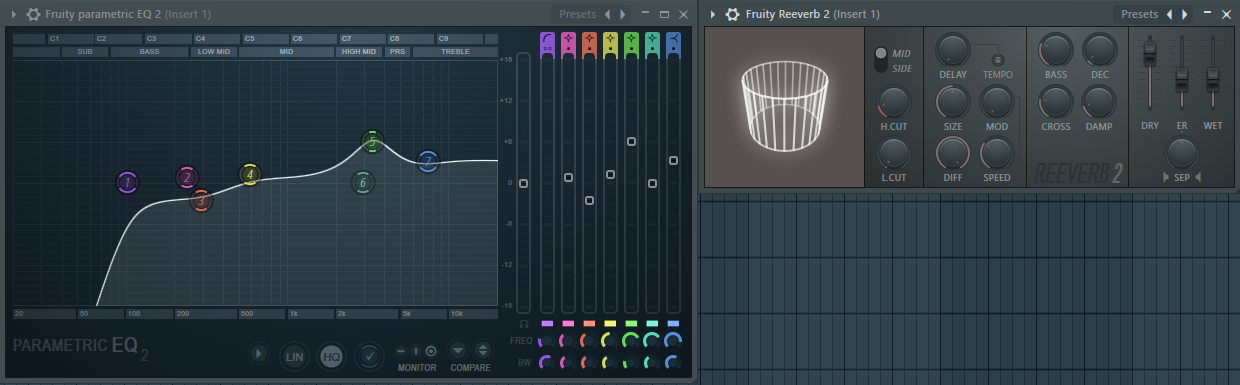 Fruity parametric EQ 2 (Insert 1)
Presets
C1 C2 C3 C4 C5 C6 C7 C8 C9
SUB BASS LOW MID MID HIGH MID PRS TREBLE
+18
+12
+6
0
-6
-12
-18
1 2 3 4 5 6 7
20 50 100 200 500 1k 2k 5k 10k
FREQ
BW
PARAMETRIC EQ 2
LIN
HQ
MONITOR
COMPARE
Fruity Reeverb 2 (Insert 1)
Presets
MID
SIDE
H.CUT
L.CUT
DELAY
TEMPO
SIZE
MOD
DIFF
SPEED
BASS
DEC
CROSS
DAMP
REEVERB 2
DRY
ER
WET
SEP